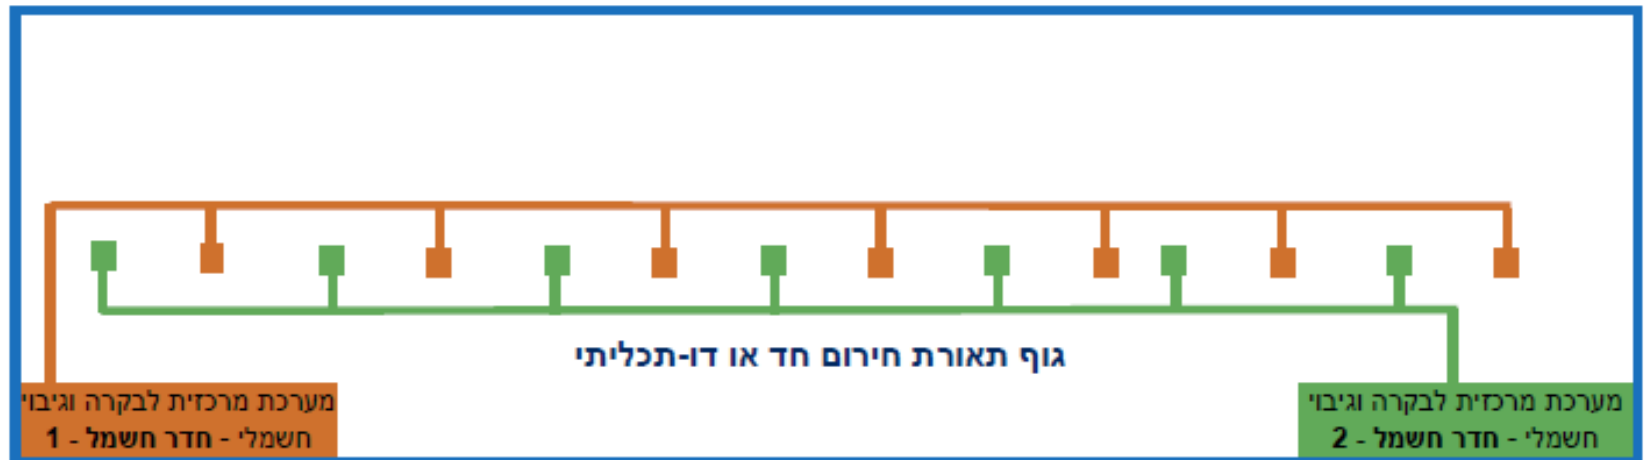 גוף תאורת חירום חד או דו-תכליתי
מערכת מרכזית לבקרה וגיבוי
חשמלי - חדר חשמל - 2
מערכת מרכזית לבקרה וגיבוי
חשמלי - חדר חשמל - 1